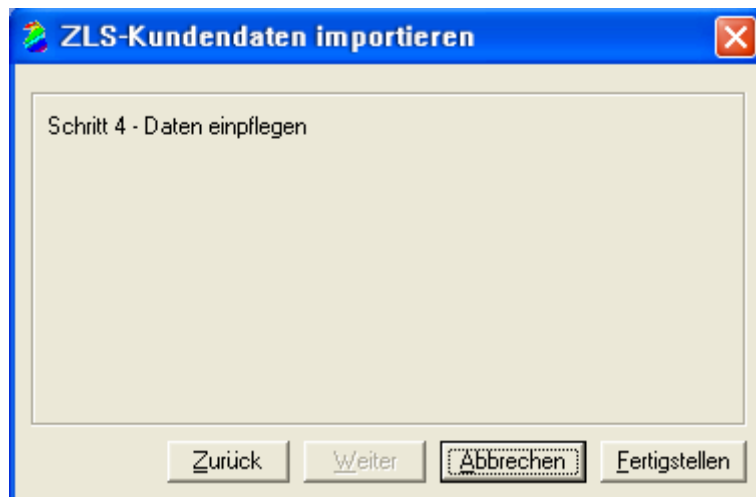 ZLS-Kundendaten importieren
Schritt 4 - Daten einpflegen
Zurück Weiter Abbrechen Fertigstellen